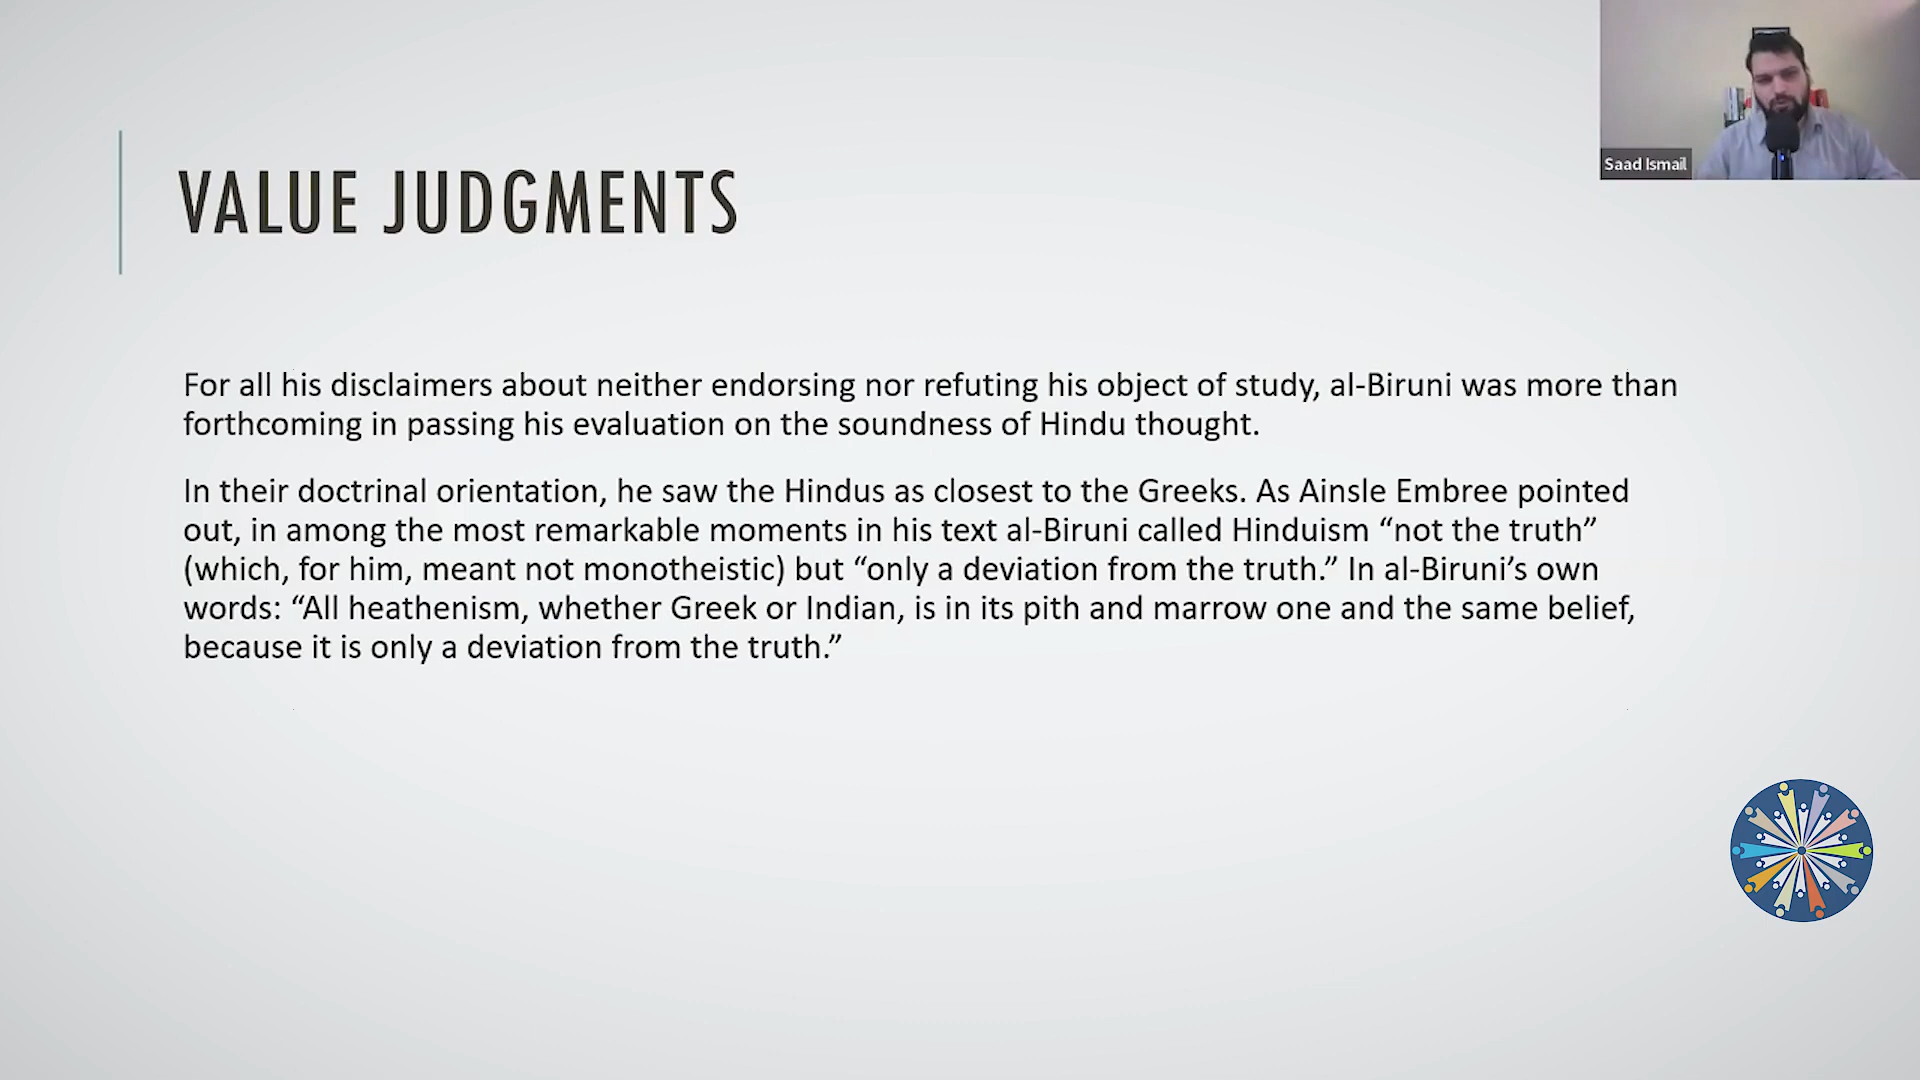 Saad Ismail
VALUE JUDGMENTS
For all his disclaimers about neither endorsing nor refuting his object of study, al-Biruni was more than
forthcoming in passing his evaluation on the soundness of Hindu thought.
In their doctrinal orientation, he saw the Hindus as closest to the Greeks. As Ainsle Embree pointed
out, in among the most remarkable moments in his text al-Biruni called Hinduism “not the truth”
(which, for him, meant not monotheistic) but “only a deviation from the truth.” In al-Biruni’s own
words: “All heathenism, whether Greek or Indian, is in its pith and marrow one and the same belief,
because it is only a deviation from the truth.”